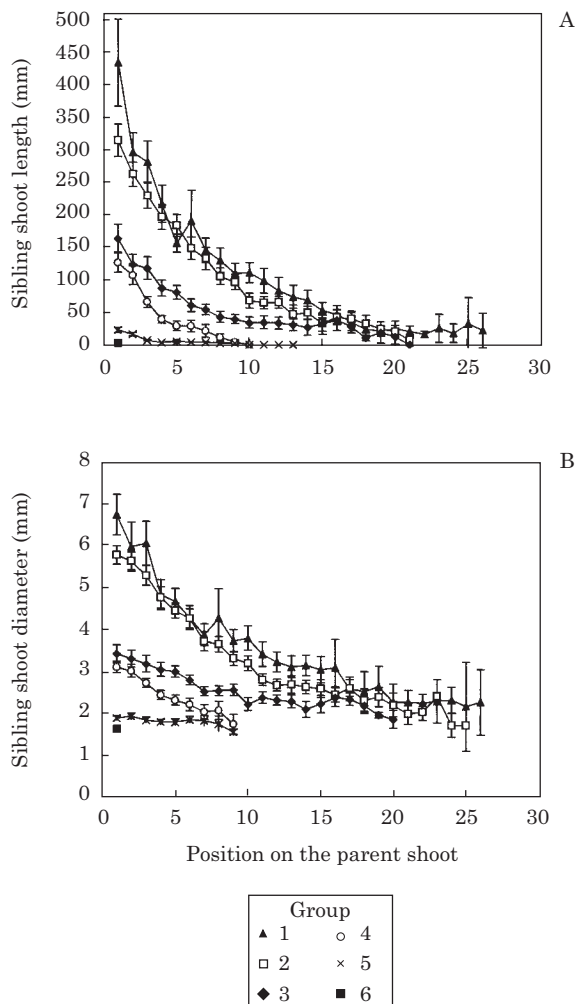 A
500
450
400
350
300
250
200
150
100
50
0
Sibling shoot length (mm)
0 5 10 15 20 25 30
B
8
7
6
5
4
3
2
1
0
Sibling shoot diameter (mm)
0 5 10 15 20 25 30
Position on the parent shoot
Group
1 4
2 5
3 6